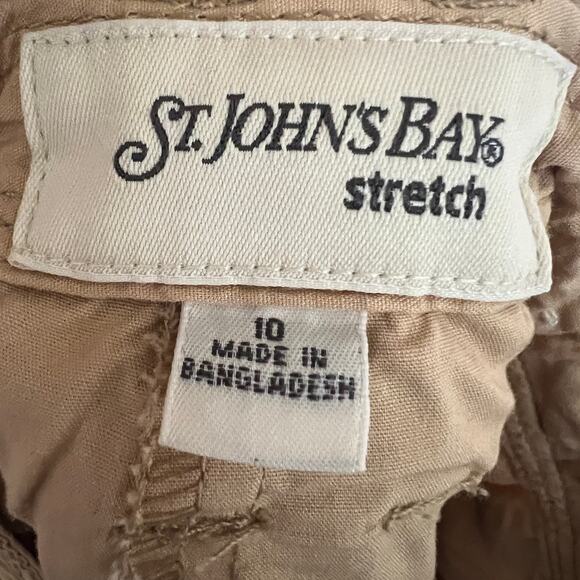 ST. JOHN'S BAY®
stretch
10
MADE IN
BANGLADESH